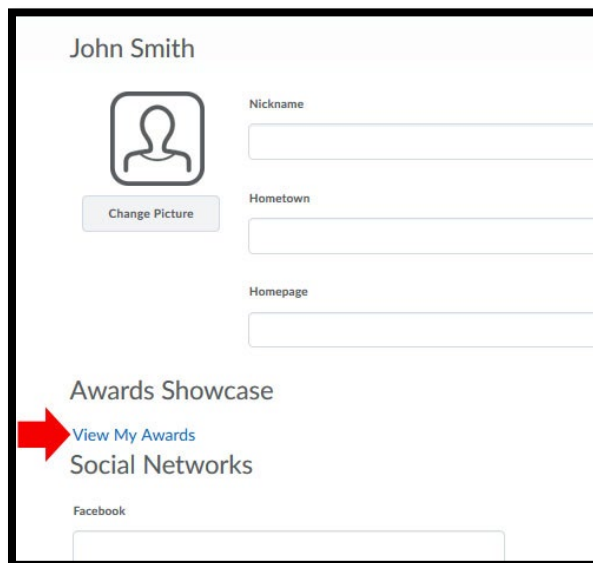 John Smith
Nickname
Change Picture
Hometown
Homepage
Awards Showcase
View My Awards
Social Networks
Facebook